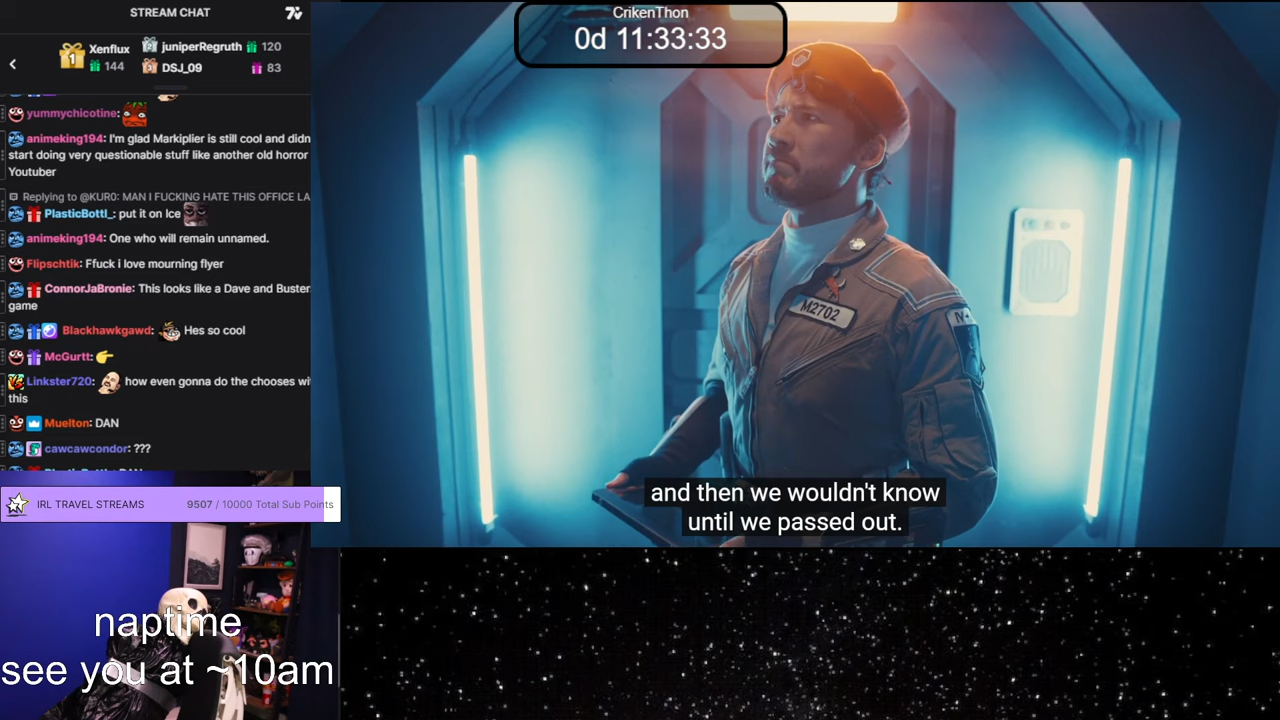 STREAM CHAT
Xenflux
144
juniperRegruth 120
DSJ_09 83
yummychicotine:
animeking194: I'm glad Markiplier is still cool and didn
start doing very questionable stuff like another old horror
Youtuber
Replying to @KUR0: MAN I FUCKING HATE THIS OFFICE LA
PlasticBottl_: put it on Ice
animeking194: One who will remain unnamed.
Flipschtik: Ffuck i love mourning flyer
ConnorJaBronie: This looks like a Dave and Buster
game
Blackhawkgawd: Hes so cool
McGurtt:
Linkster720: how even gonna do the chooses wi
this
Muelton: DAN
cawcawcondor: ???
IRL TRAVEL STREAMS 9507 / 10000 Total Sub Points
naptime
see you at ~10am
CrikenThon
0d 11:33:33
M2702
IV
and then we wouldn't know
until we passed out.